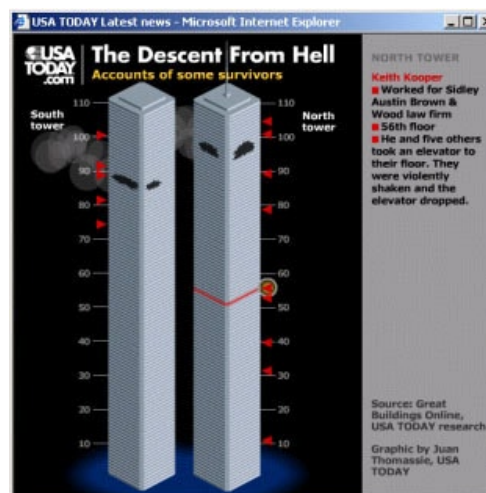 USA TODAY Latest news - Microsoft Internet Explorer
USA
TODAY
.com
The Descent From Hell
Accounts of some survivors
South
tower
North
tower
110
100
90
80
70
60
50
40
30
20
10
110
100
90
80
70
60
50
40
30
20
10
NORTH TOWER
Keith Kooper
Worked for Sidley
Austin Brown &
Wood law firm
56th floor
He and five others
took an elevator to
their floor. They
were violently
shaken and the
elevator dropped.
Source: Great
Buildings Online,
USA TODAY research
Graphic by Juan
Thomassie, USA
TODAY